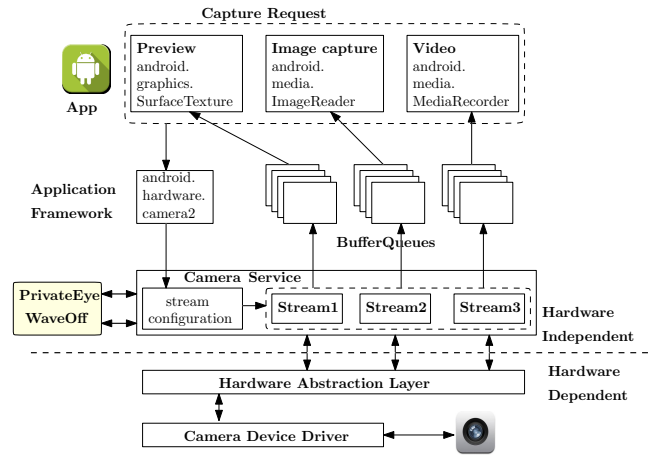 Capture Request
Preview
android.
graphics.
SurfaceTexture
Image capture
android.
media.
ImageReader
Video
android.
media.
MediaRecorder
App
Application
Framework
android.
hardware.
camera2
BufferQueues
Camera Service
PrivateEye
WaveOff
stream
configuration
Stream1
Stream2
Stream3
Hardware
Independent
Hardware Abstraction Layer
Hardware
Dependent
Camera Device Driver